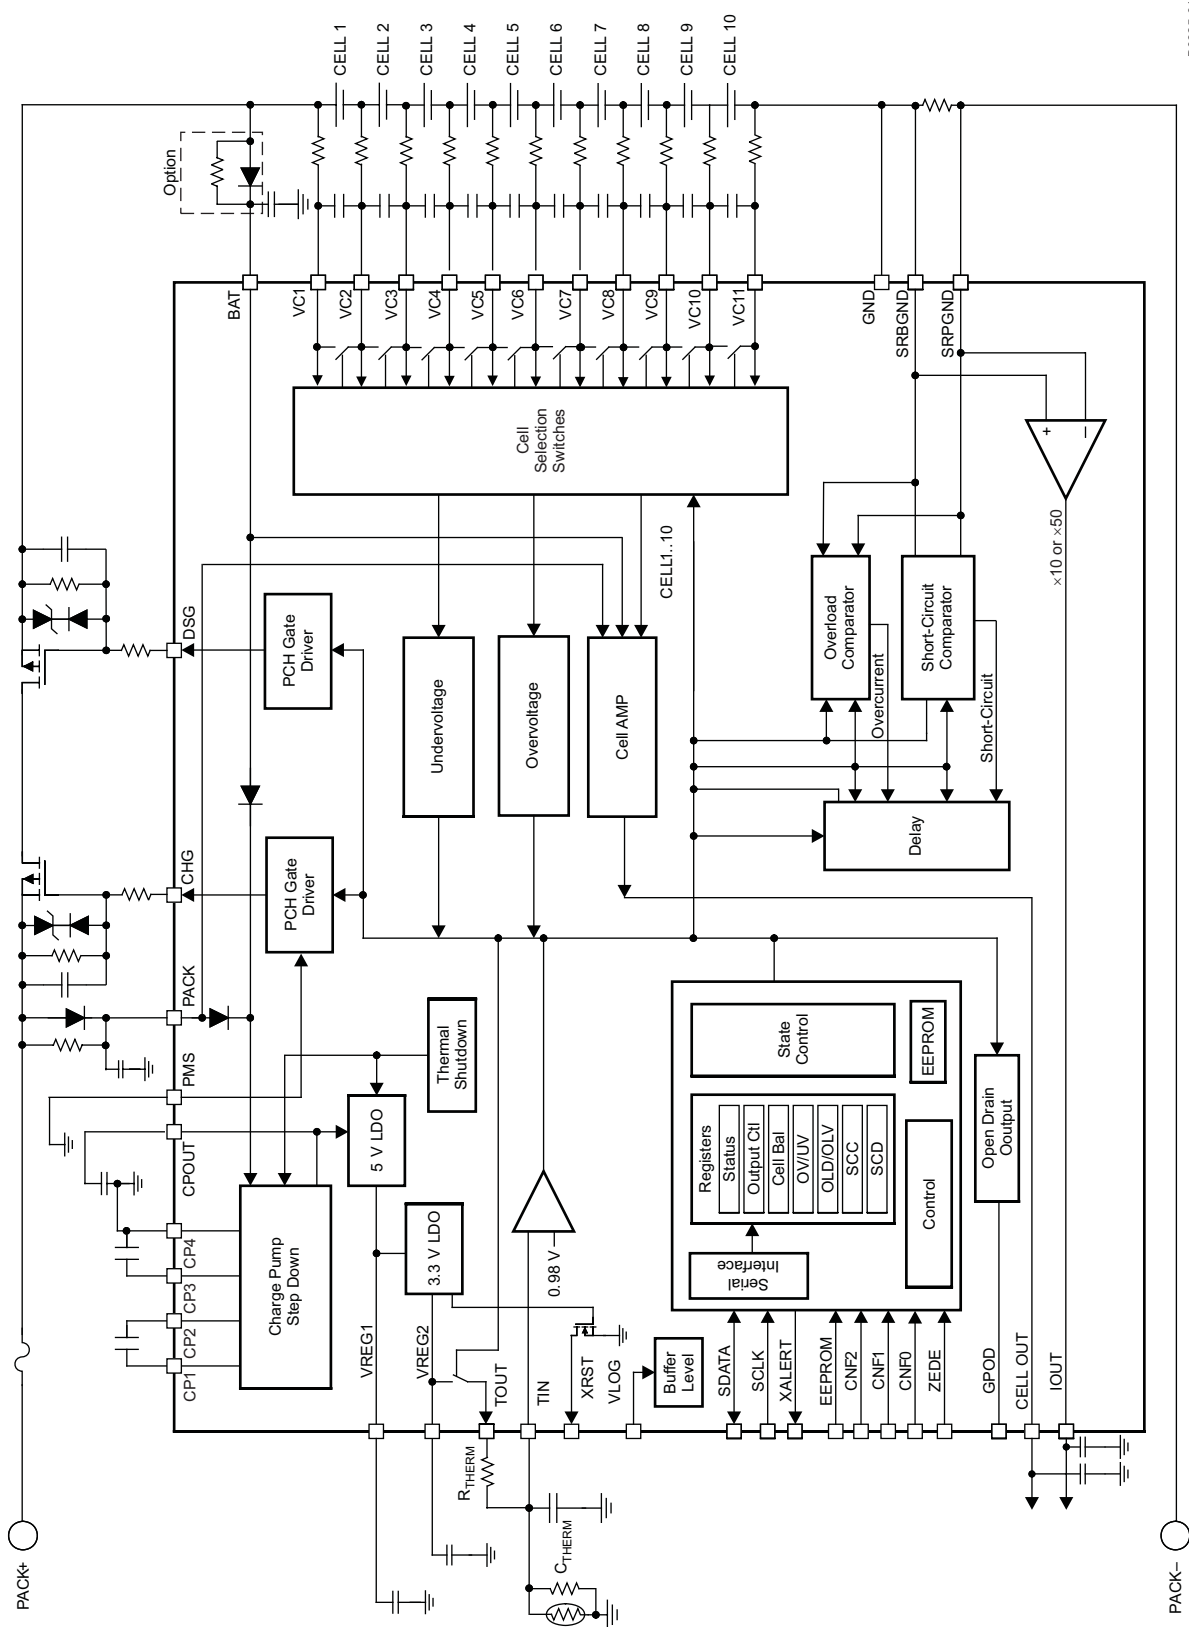 PACK+
PACK–
Option
CELL 1
CELL 2
CELL 3
CELL 4
CELL 5
CELL 6
CELL 7
CELL 8
CELL 9
CELL 10
BAT
VC1
VC2
VC3
VC4
VC5
VC6
VC7
VC8
VC9
VC10
VC11
GND
SRBGND
SRPGND
Cell
Selection
Switches
CELL1..10
DSG
CHG
PACK
PMS
CPOUT
CP4
CP3
CP2
CP1
PCH Gate
Driver
PCH Gate
Driver
Undervoltage
Overvoltage
Cell AMP
Overload
Comparator
Overcurrent
Short-Circuit
Comparator
Short-Circuit
Delay
+
–
×10 or ×50
Charge Pump
Step Down
Thermal
Shutdown
5 V LDO
3.3 V LDO
0.98 V
State
Control
EEPROM
Registers
Status
Output Ctl
Cell Bal
OV/UV
OLD/OLV
SCC
SCD
Serial
Interface
Control
Open Drain
Ooutput
Buffer
Level
VREG1
VREG2
TOUT
TIN
XRST
VLOG
SDATA
SCLK
XALERT
EEPROM
CNF2
CNF1
CNF0
ZEDE
GPOD
CELL OUT
IOUT
RTHERM
CTHERM